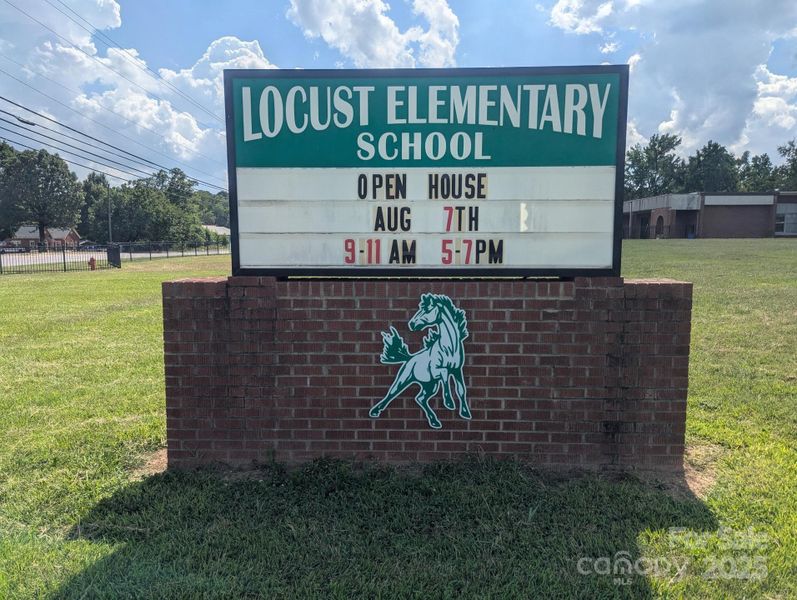 LOCUST ELEMENTARY
SCHOOL
OPEN HOUSE
AUG 7TH
9-11 AM 5-7PM
For Sale
canopy 2025
MLS